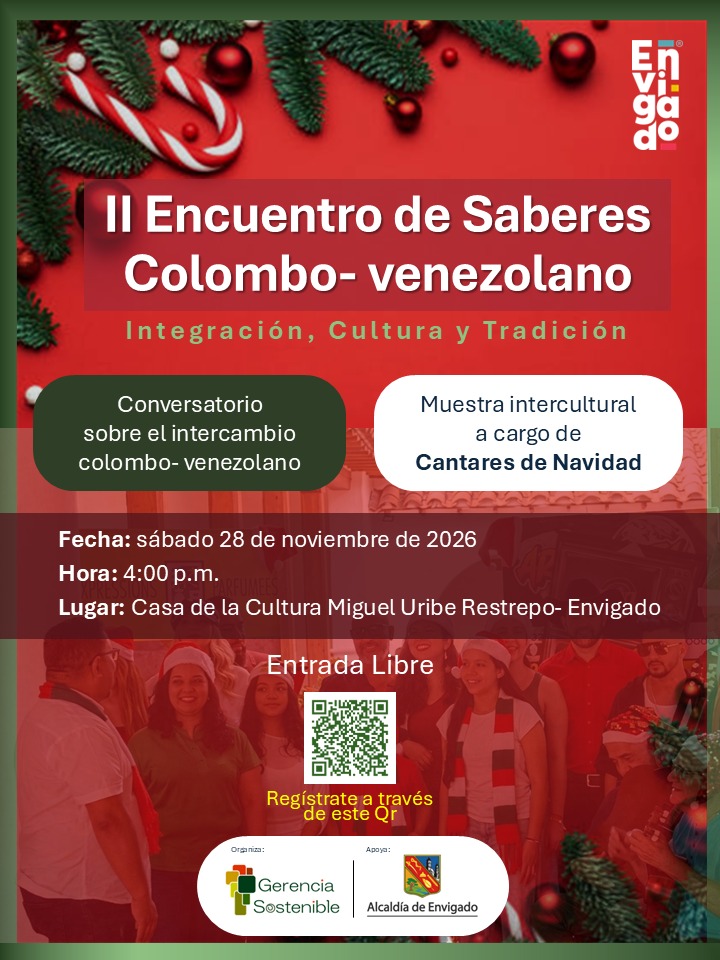 Envigado®
II Encuentro de Saberes
Colombo- venezolano
Integración, Cultura y Tradición
Conversatorio
sobre el intercambio
colombo- venezolano
Muestra intercultural
a cargo de
Cantares de Navidad
Fecha: sábado 28 de noviembre de 2026
Hora: 4:00 p.m.
Lugar: Casa de la Cultura Miguel Uribe Restrepo- Envigado
Entrada Libre
Regístrate a través
de este Qr
Organiza:
Gerencia
Sostenible
Apoya:
Alcaldía de Envigado